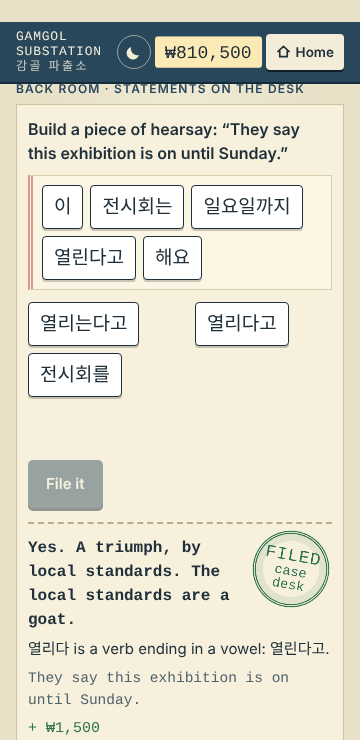 GAMGOL
SUBSTATION
감골 파출소
₩810,500
Home
BACK ROOM · STATEMENTS ON THE DESK
Build a piece of hearsay: “They say
this exhibition is on until Sunday.”
이 전시회는 일요일까지
열린다고 해요
열리는다고 열리다고
전시회를
File it
Yes. A triumph, by
local standards. The
local standards are a
goat.
FILED
case
desk
열리다 is a verb ending in a vowel: 열린다고.
They say this exhibition is on
until Sunday.
+ ₩1,500